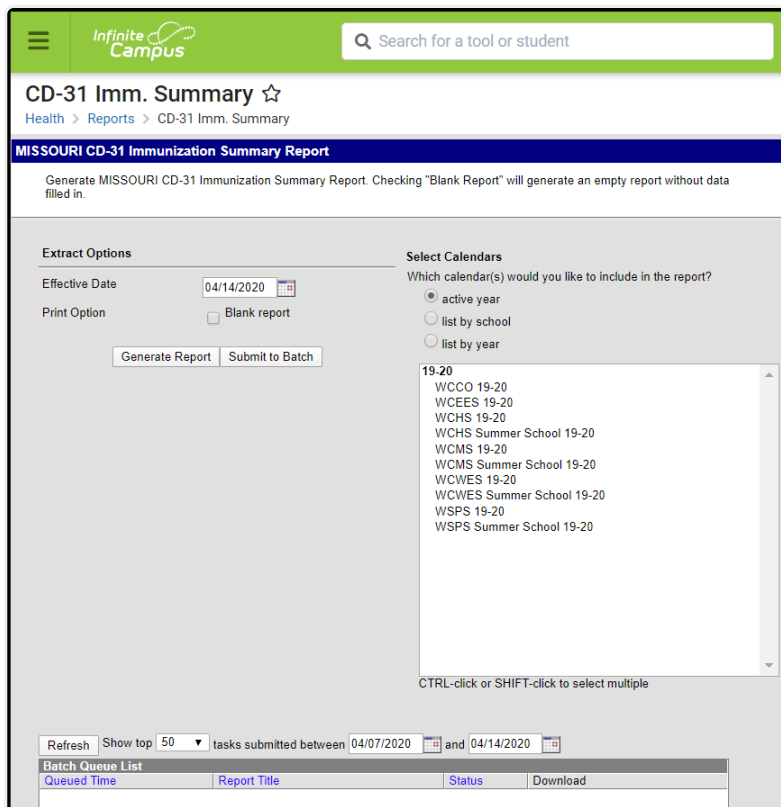 Infinite Campus
Search for a tool or student
CD-31 Imm. Summary
Health > Reports > CD-31 Imm. Summary
MISSOURI CD-31 Immunization Summary Report
Generate MISSOURI CD-31 Immunization Summary Report. Checking "Blank Report" will generate an empty report without data
filled in.
Extract Options
Effective Date 04/14/2020
Print Option Blank report
Generate Report Submit to Batch
Select Calendars
Which calendar(s) would you like to include in the report?
active year
list by school
list by year
19-20
WCCO 19-20
WCEES 19-20
WCHS 19-20
WCHS Summer School 19-20
WCMS 19-20
WCMS Summer School 19-20
WCWES 19-20
WCWES Summer School 19-20
WSPS 19-20
WSPS Summer School 19-20
CTRL-click or SHIFT-click to select multiple
Refresh Show top 50 tasks submitted between 04/07/2020 and 04/14/2020
Batch Queue List
Queued Time Report Title Status Download